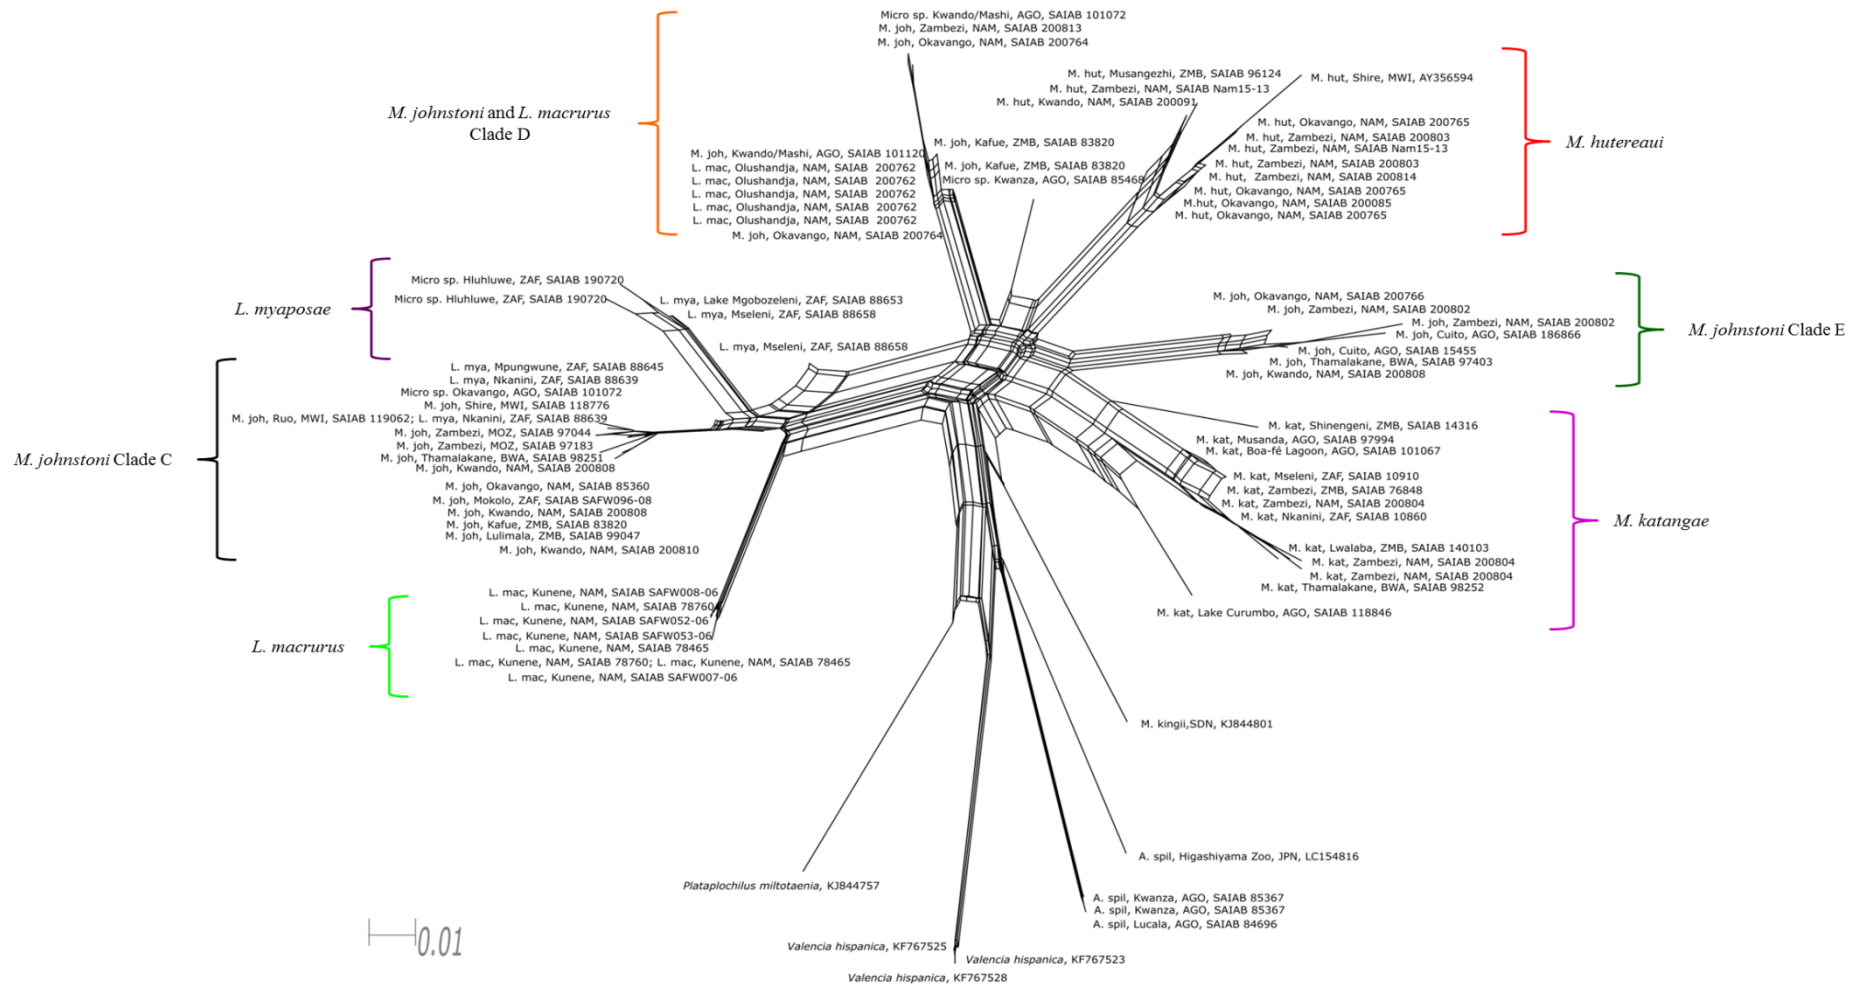 Micro sp. Kwando/Mashi, AGO, SAIAB 101072
M. joh, Zambezi, NAM, SAIAB 200813
M. joh, Okavango, NAM, SAIAB 200764
M. johnstoni and L. macrurus
Clade D
M. joh, Kafue, ZMB, SAIAB 83820
M. joh, Kwando/Mashi, AGO, SAIAB 101120
M. joh, Kafue, ZMB, SAIAB 83820
L. mac, Olushandja, NAM, SAIAB  200762
Micro sp. Kwanza, AGO, SAIAB 85468
L. mac, Olushandja, NAM, SAIAB  200762
L. mac, Olushandja, NAM, SAIAB  200762
L. mac, Olushandja, NAM, SAIAB  200762
L. mac, Olushandja, NAM, SAIAB  200762
M. joh, Okavango, NAM, SAIAB 200764
M. hut, Musangezhi, ZMB, SAIAB 96124
M. hut, Shire, MWI, AY356594
M. hut, Zambezi, NAM, SAIAB Nam15-13
M. hut, Kwando, NAM, SAIAB 200091
M. hut, Okavango, NAM, SAIAB 200765
M. hut, Zambezi, NAM, SAIAB 200803
M. hut, Zambezi, NAM, SAIAB Nam15-13
M. hut, Zambezi, NAM, SAIAB 200803
M. hut,  Zambezi, NAM, SAIAB 200814
M. hut, Okavango, NAM, SAIAB 200765
M.hut, Okavango, NAM, SAIAB 200085
M. hut, Okavango, NAM, SAIAB 200765
M. hutereaui
Micro sp. Hluhluwe, ZAF, SAIAB 190720
Micro sp. Hluhluwe, ZAF, SAIAB 190720
L. mya, Lake Mgobozeleni, ZAF, SAIAB 88653
L. mya, Mseleni, ZAF, SAIAB 88658
L. mya, Mseleni, ZAF, SAIAB 88658
L. myaposae
M. joh, Okavango, NAM, SAIAB 200766
M. joh, Zambezi, NAM, SAIAB 200802
M. joh, Zambezi, NAM, SAIAB 200802
M. joh, Cuito, AGO, SAIAB 186866
M. joh, Cuito, AGO, SAIAB 15455
M. joh, Thamalakane, BWA, SAIAB 97403
M. joh, Kwando, NAM, SAIAB 200808
M. johnstoni Clade E
L. mya, Mpungwune, ZAF, SAIAB 88645
L. mya, Nkanini, ZAF, SAIAB 88639
Micro sp. Okavango, AGO, SAIAB 101072
M. joh, Shire, MWI, SAIAB 118776
M. joh, Ruo, MWI, SAIAB 119062; L. mya, Nkanini, ZAF, SAIAB 88639
M. joh, Zambezi, MOZ, SAIAB 97044
M. joh, Zambezi, MOZ, SAIAB 97183
M. joh, Thamalakane, BWA, SAIAB 98251
M. joh, Kwando, NAM, SAIAB 200808
M. joh, Okavango, NAM, SAIAB 85360
M. joh, Mokolo, ZAF, SAIAB SAFW096-08
M. joh, Kwando, NAM, SAIAB 200808
M. joh, Kafue, ZMB, SAIAB 83820
M. joh, Lulimala, ZMB, SAIAB 99047
M. joh, Kwando, NAM, SAIAB 200810
M. johnstoni Clade C
M. kat, Shinengeni, ZMB, SAIAB 14316
M. kat, Musanda, AGO, SAIAB 97994
M. kat, Boa-fé Lagoon, AGO, SAIAB 101067
M. kat, Mseleni, ZAF, SAIAB 10910
M. kat, Zambezi, ZMB, SAIAB 76848
M. kat, Zambezi, NAM, SAIAB 200804
M. kat, Nkanini, ZAF, SAIAB 10860
M. kat, Lwalaba, ZMB, SAIAB 140103
M. kat, Zambezi, NAM, SAIAB 200804
M. kat, Zambezi, NAM, SAIAB 200804
M. kat, Thamalakane, BWA, SAIAB 98252
M. kat, Lake Curumbo, AGO, SAIAB 118846
M. katangae
L. mac, Kunene, NAM, SAIAB SAFW008-06
L. mac, Kunene, NAM, SAIAB 78760
L. mac, Kunene, NAM, SAIAB SAFW052-06
L. mac, Kunene, NAM, SAIAB SAFW053-06
L. mac, Kunene, NAM, SAIAB 78465
L. mac, Kunene, NAM, SAIAB 78760; L. mac, Kunene, NAM, SAIAB 78465
L. mac, Kunene, NAM, SAIAB SAFW007-06
L. macrurus
M. kingii,SDN, KJ844801
A. spil, Higashiyama Zoo, JPN, LC154816
Plataplochilus miltotaenia, KJ844757
A. spil, Kwanza, AGO, SAIAB 85367
A. spil, Kwanza, AGO, SAIAB 85367
A. spil, Lucala, AGO, SAIAB 84696
0.01
Valencia hispanica, KF767525
Valencia hispanica, KF767523
Valencia hispanica, KF767528